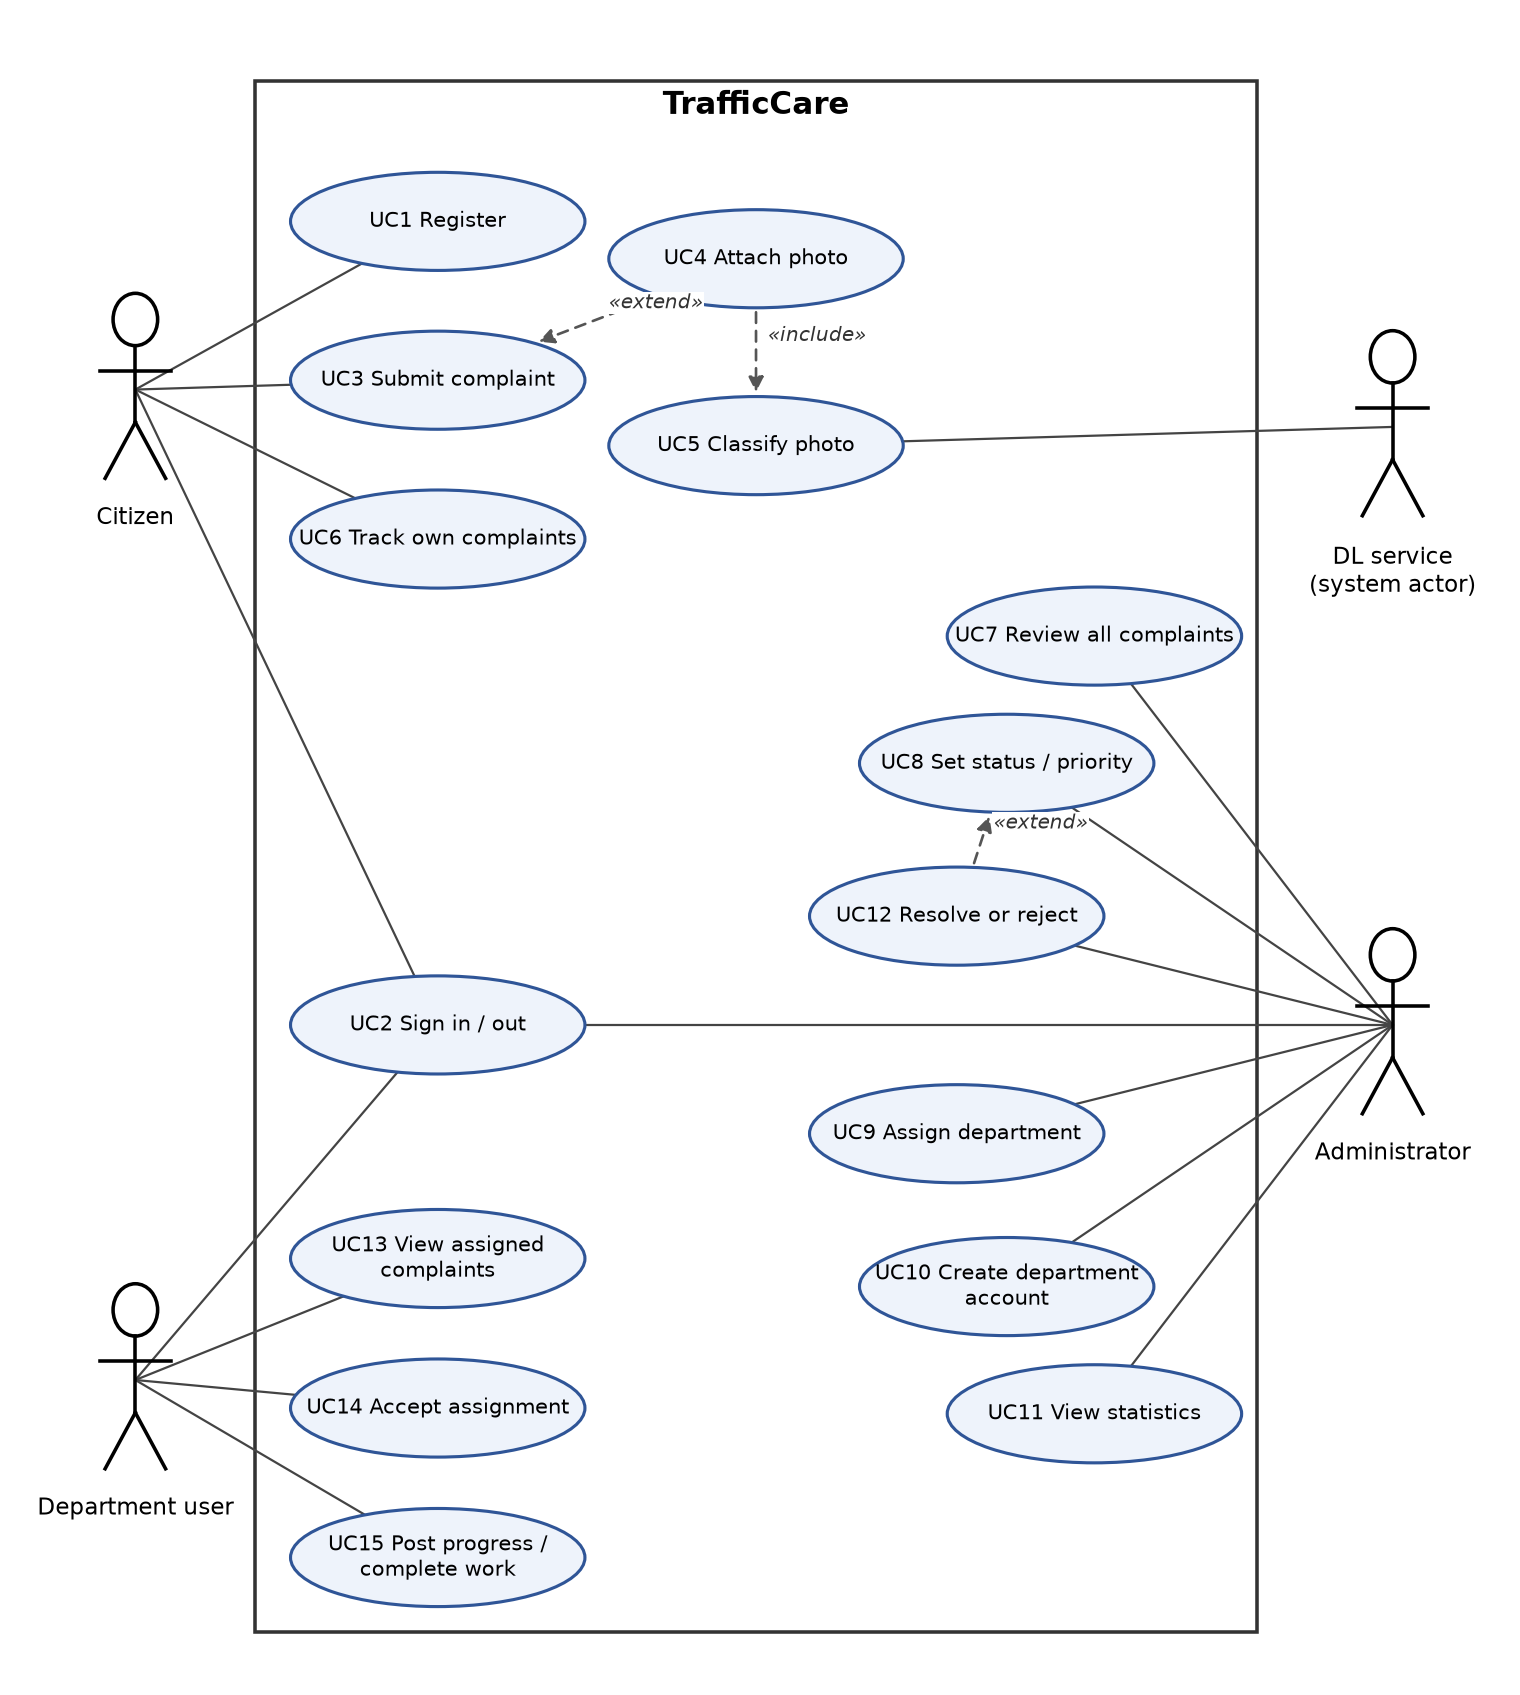 TrafficCare
UC1 Register
UC4 Attach photo
«extend»
«include»
UC3 Submit complaint
UC5 Classify photo
Citizen
UC6 Track own complaints
DL service
(system actor)
UC7 Review all complaints
UC8 Set status / priority
«extend»
UC12 Resolve or reject
UC2 Sign in / out
UC9 Assign department
Administrator
UC13 View assigned
complaints
UC10 Create department
account
UC14 Accept assignment
UC11 View statistics
Department user
UC15 Post progress /
complete work